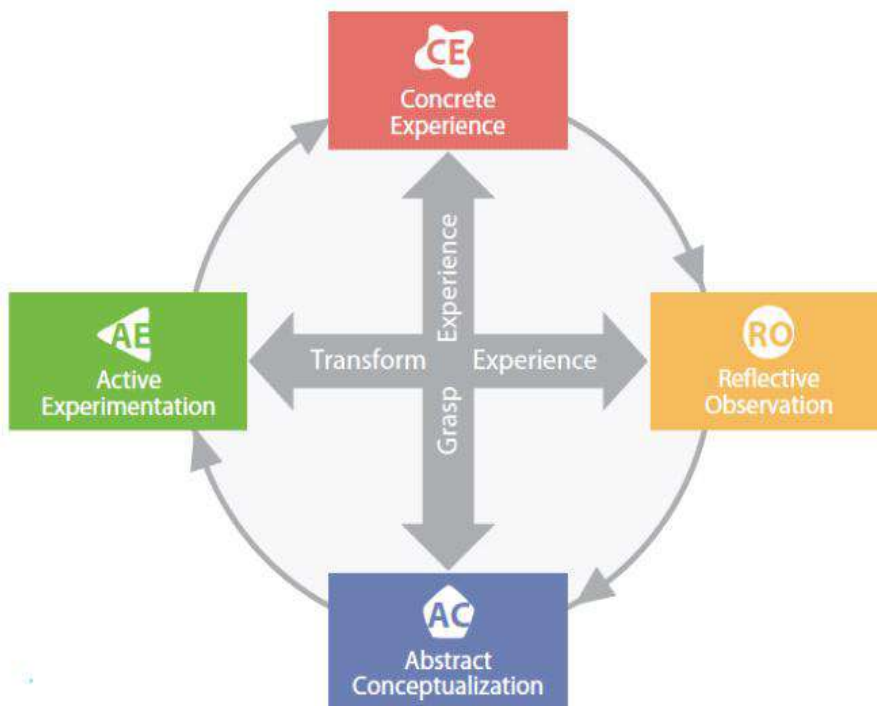 CE
Concrete
Experience
AE
Active
Experimentation
Transform Experience
Grasp Experience
RO
Reflective
Observation
AC
Abstract
Conceptualization